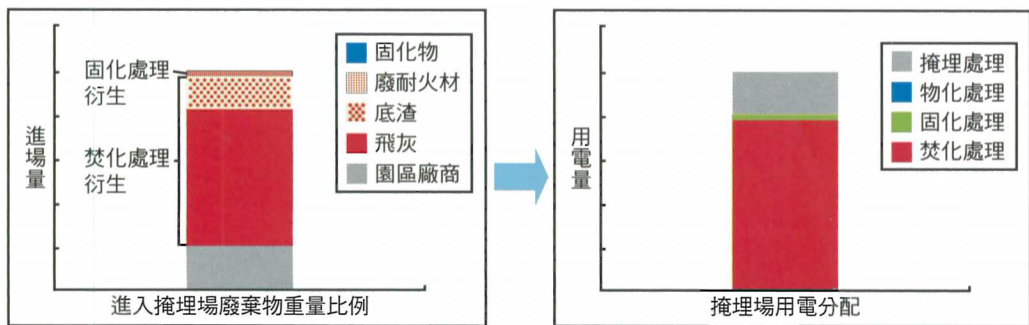 固化處理
衍生
進場量
焚化處理
衍生
固化物
廢耐火材
底渣
飛灰
園區廠商
進入掩埋場廢棄物重量比例
用電量
掩埋處理
物化處理
固化處理
焚化處理
掩埋場用電分配